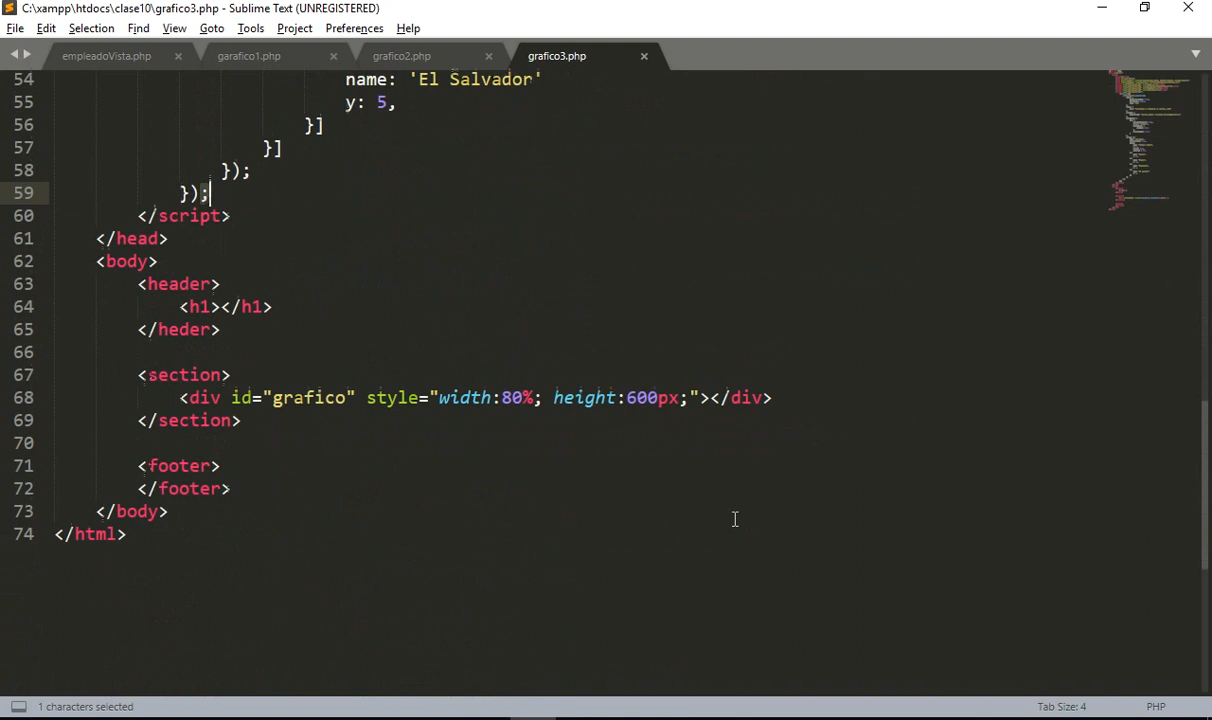 C:\xampp\htdocs\clase10\grafico3.php - Sublime Text (UNREGISTERED)
File Edit Selection Find View Goto Tools Project Preferences Help
empleadoVista.php garafico1.php grafico2.php grafico3.php
54 name: 'El Salvador'
55 y: 5,
56 }]
57 }]
58 });
59 });
60 </script>
61 </head>
62 <body>
63 <header>
64 <h1></h1>
65 </heder>
66
67 <section>
68 <div id="grafico" style="width:80%; height:600px;"></div>
69 </section>
70
71 <footer>
72 </footer>
73 </body>
74 </html>
1 characters selected Tab Size: 4 PHP